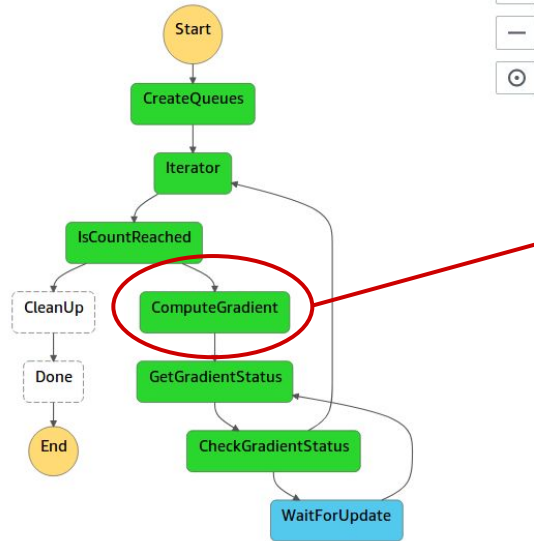 Start
CreateQueues
Iterator
IsCountReached
CleanUp
ComputeGradient
Done
GetGradientStatus
End
CheckGradientStatus
WaitForUpdate